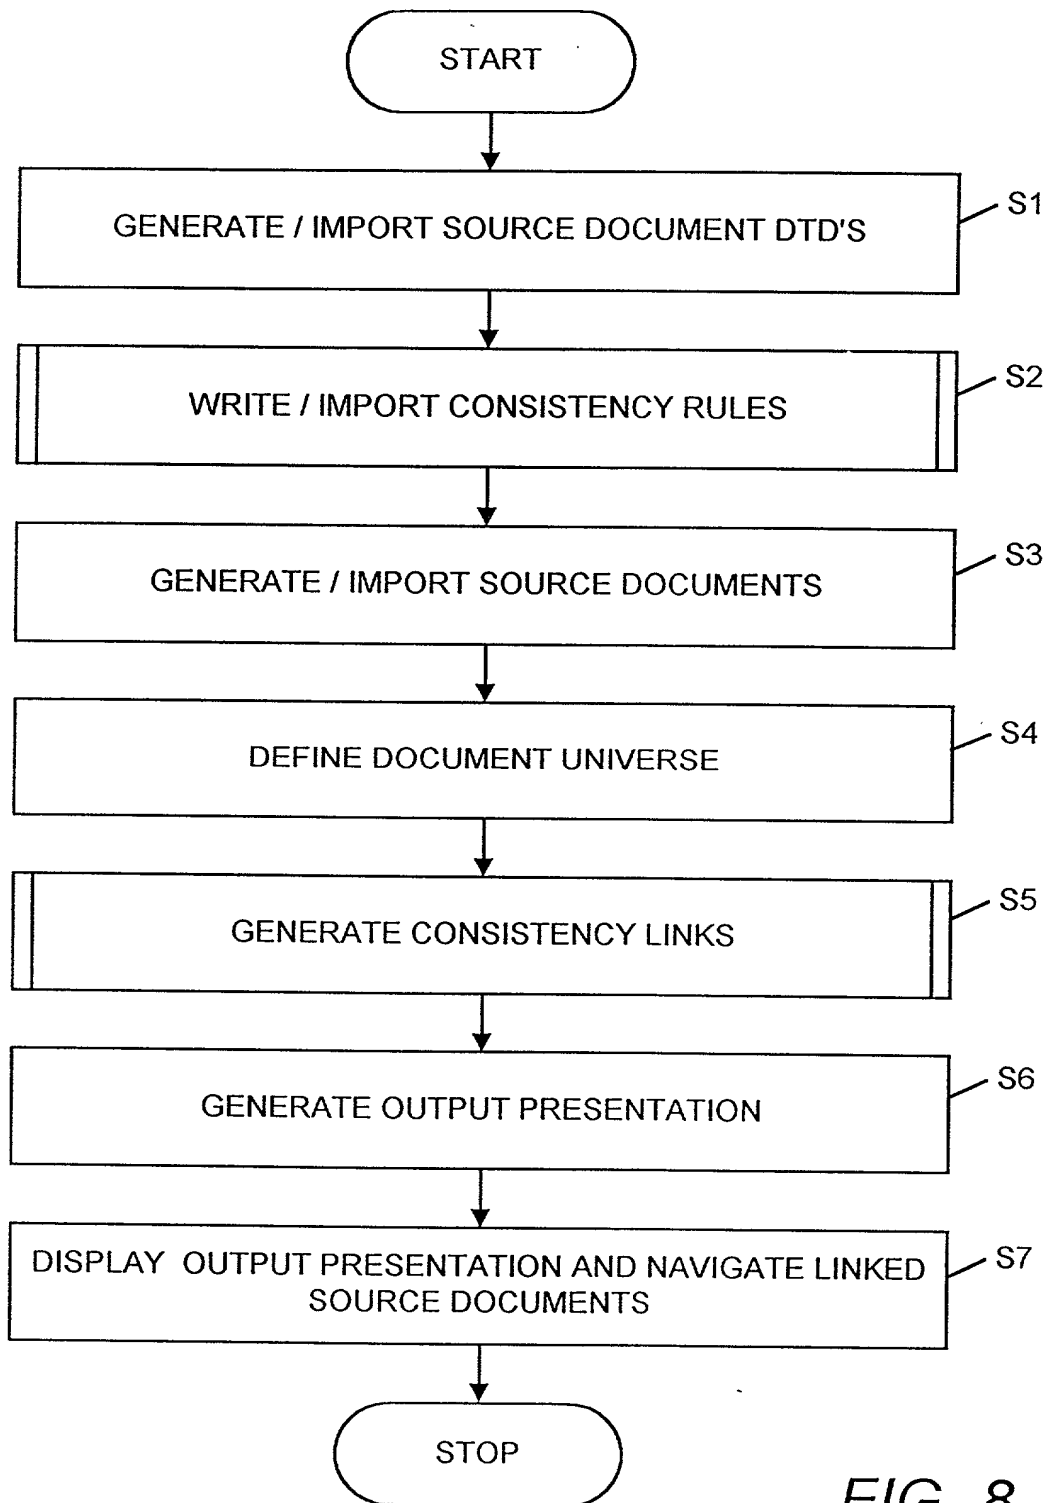 START
GENERATE / IMPORT SOURCE DOCUMENT DTD'S
S1
WRITE / IMPORT CONSISTENCY RULES
S2
GENERATE / IMPORT SOURCE DOCUMENTS
S3
DEFINE DOCUMENT UNIVERSE
S4
GENERATE CONSISTENCY LINKS
S5
GENERATE OUTPUT PRESENTATION
S6
DISPLAY OUTPUT PRESENTATION AND NAVIGATE LINKED
SOURCE DOCUMENTS
S7
STOP
FIG. 8